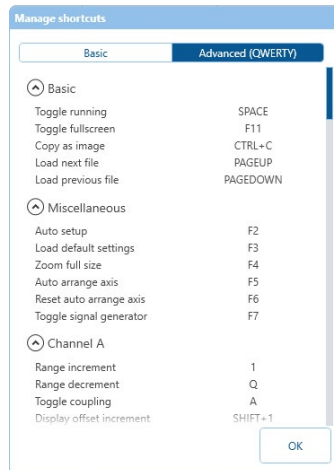 Manage shortcuts
Basic Advanced (QWERTY)
Basic
Toggle running SPACE
Toggle fullscreen F11
Copy as image CTRL+C
Load next file PAGEUP
Load previous file PAGEDOWN
Miscellaneous
Auto setup F2
Load default settings F3
Zoom full size F4
Auto arrange axis F5
Reset auto arrange axis F6
Toggle signal generator F7
Channel A
Range increment 1
Range decrement Q
Toggle coupling A
Display offset increment SHIFT+1
OK